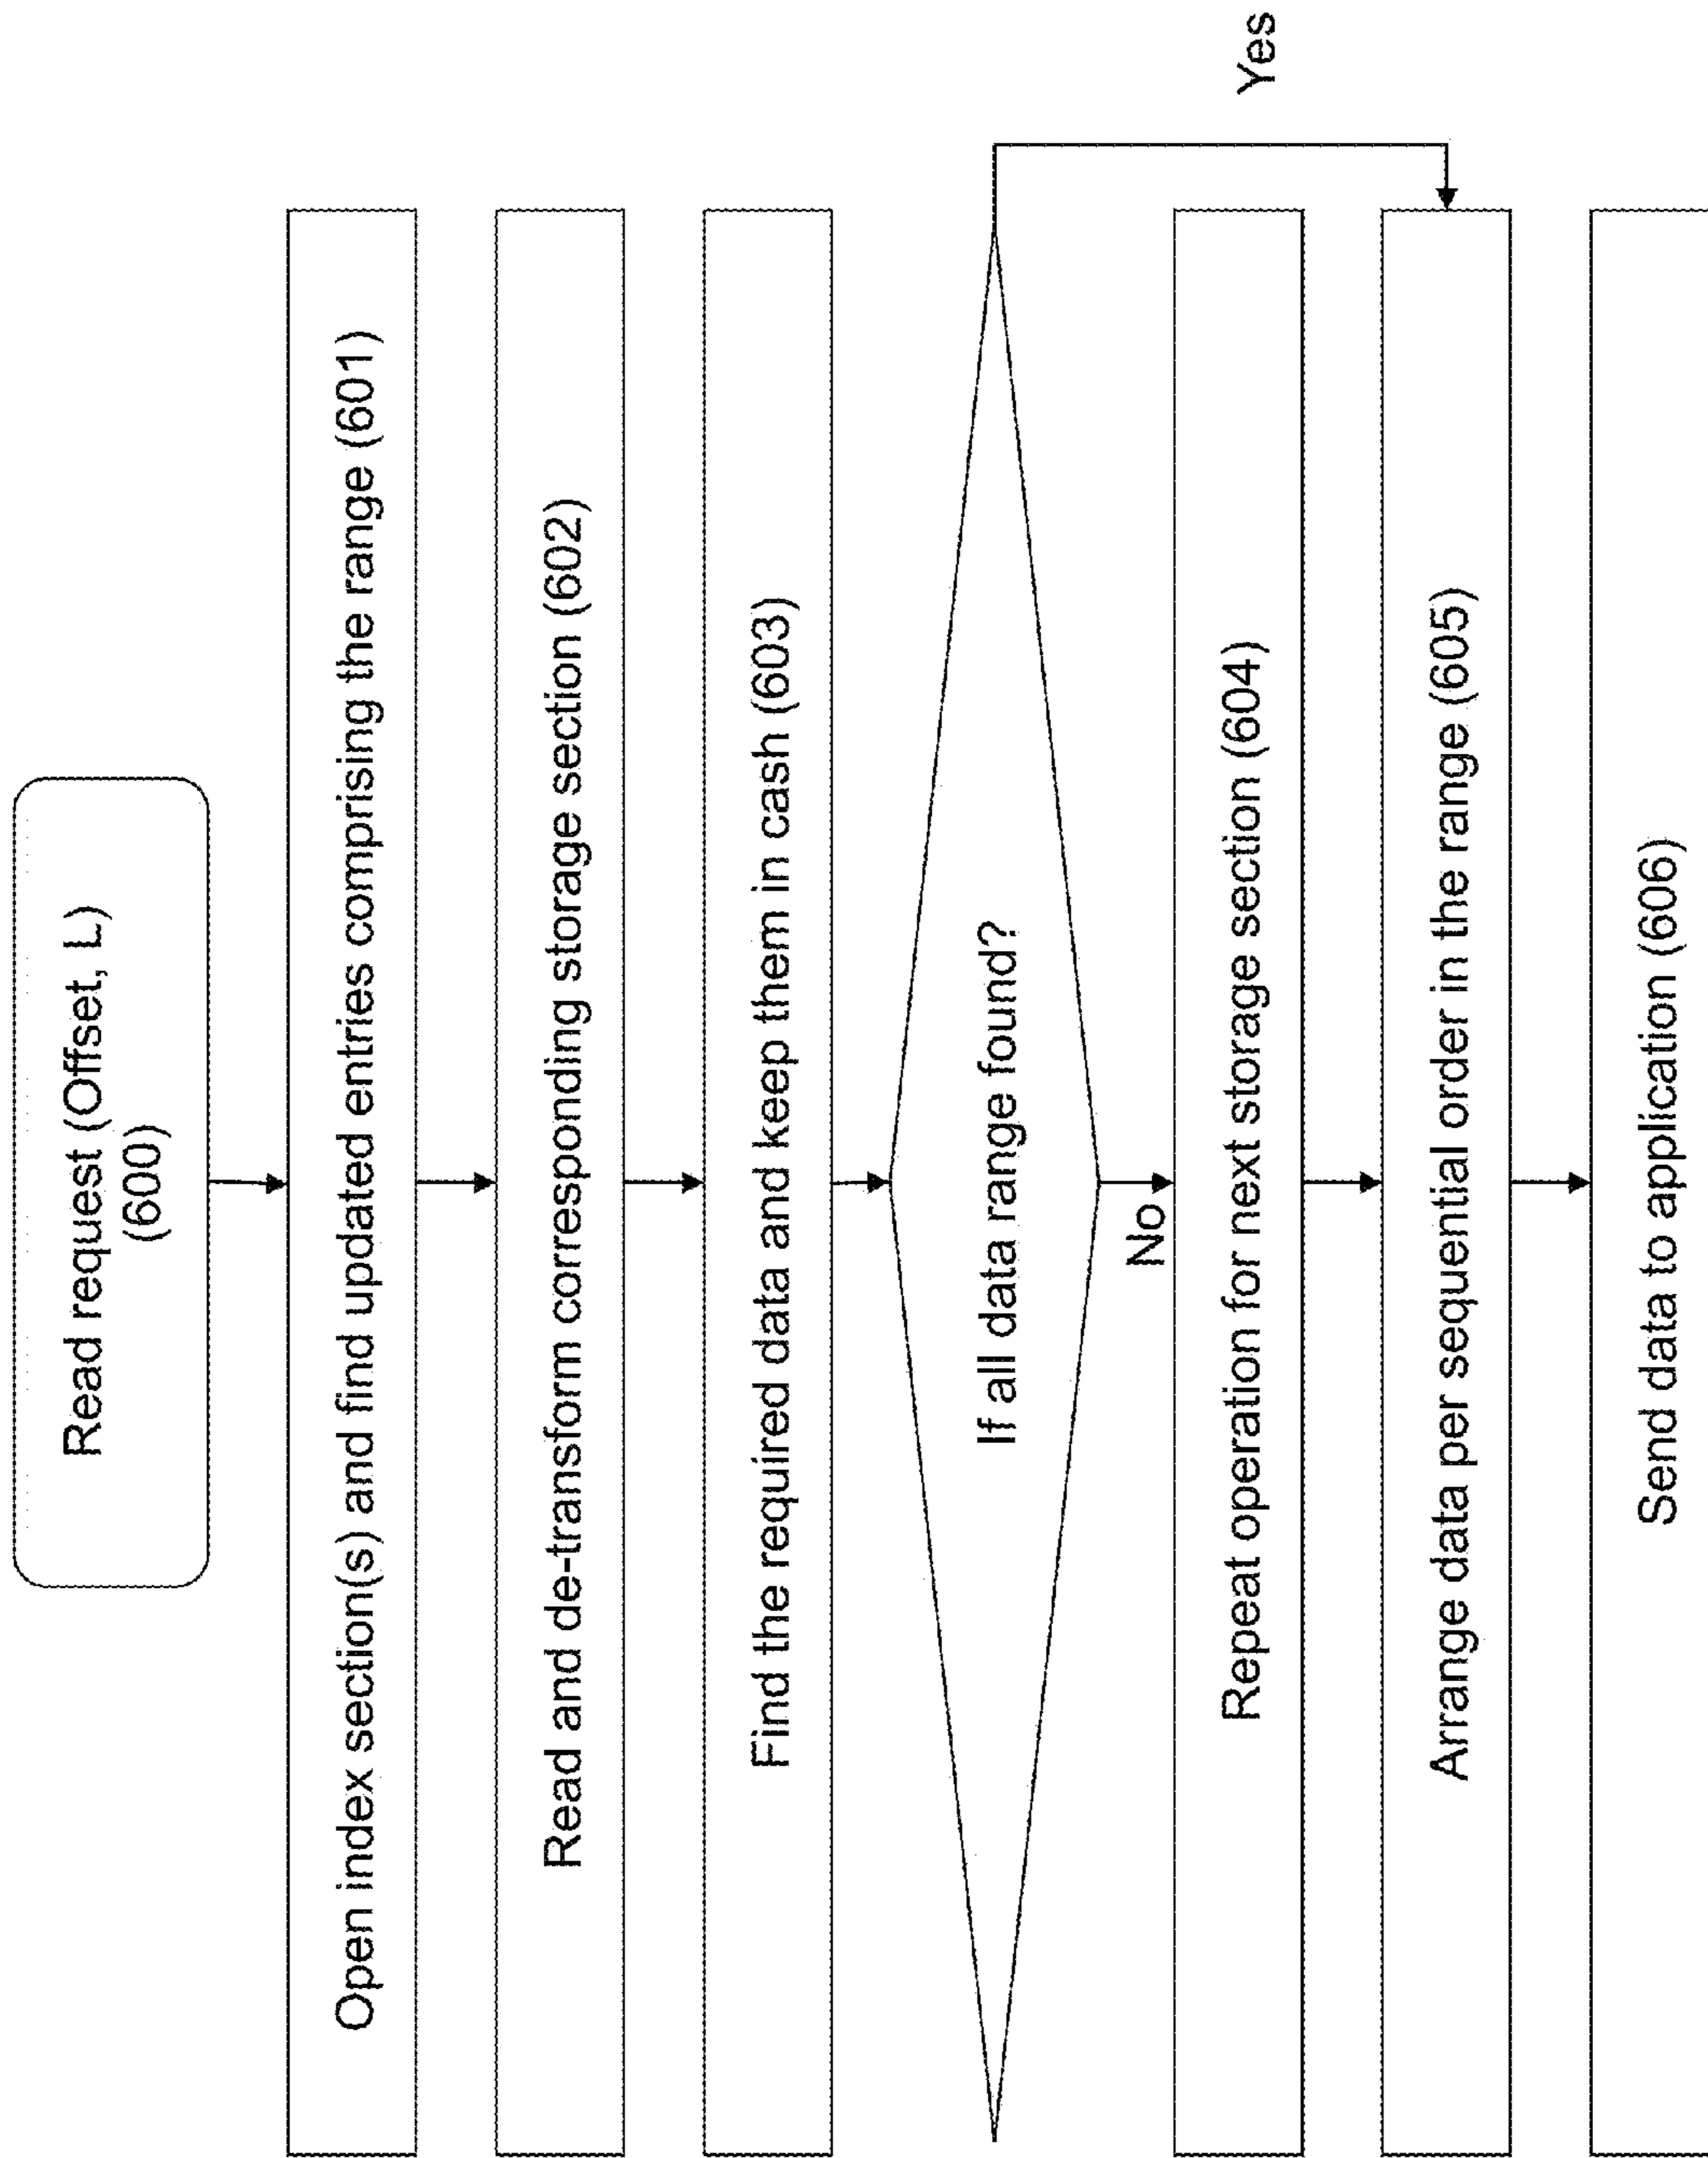 Read request (Offset, L)
(600)
Open index section(s) and find updated entries comprising the range (601)
Read and de-transform corresponding storage section (602)
Find the required data and keep them in cash (603)
If all data range found?
Yes
No
Repeat operation for next storage section (604)
Arrange data per sequential order in the range (605)
Send data to application (606)